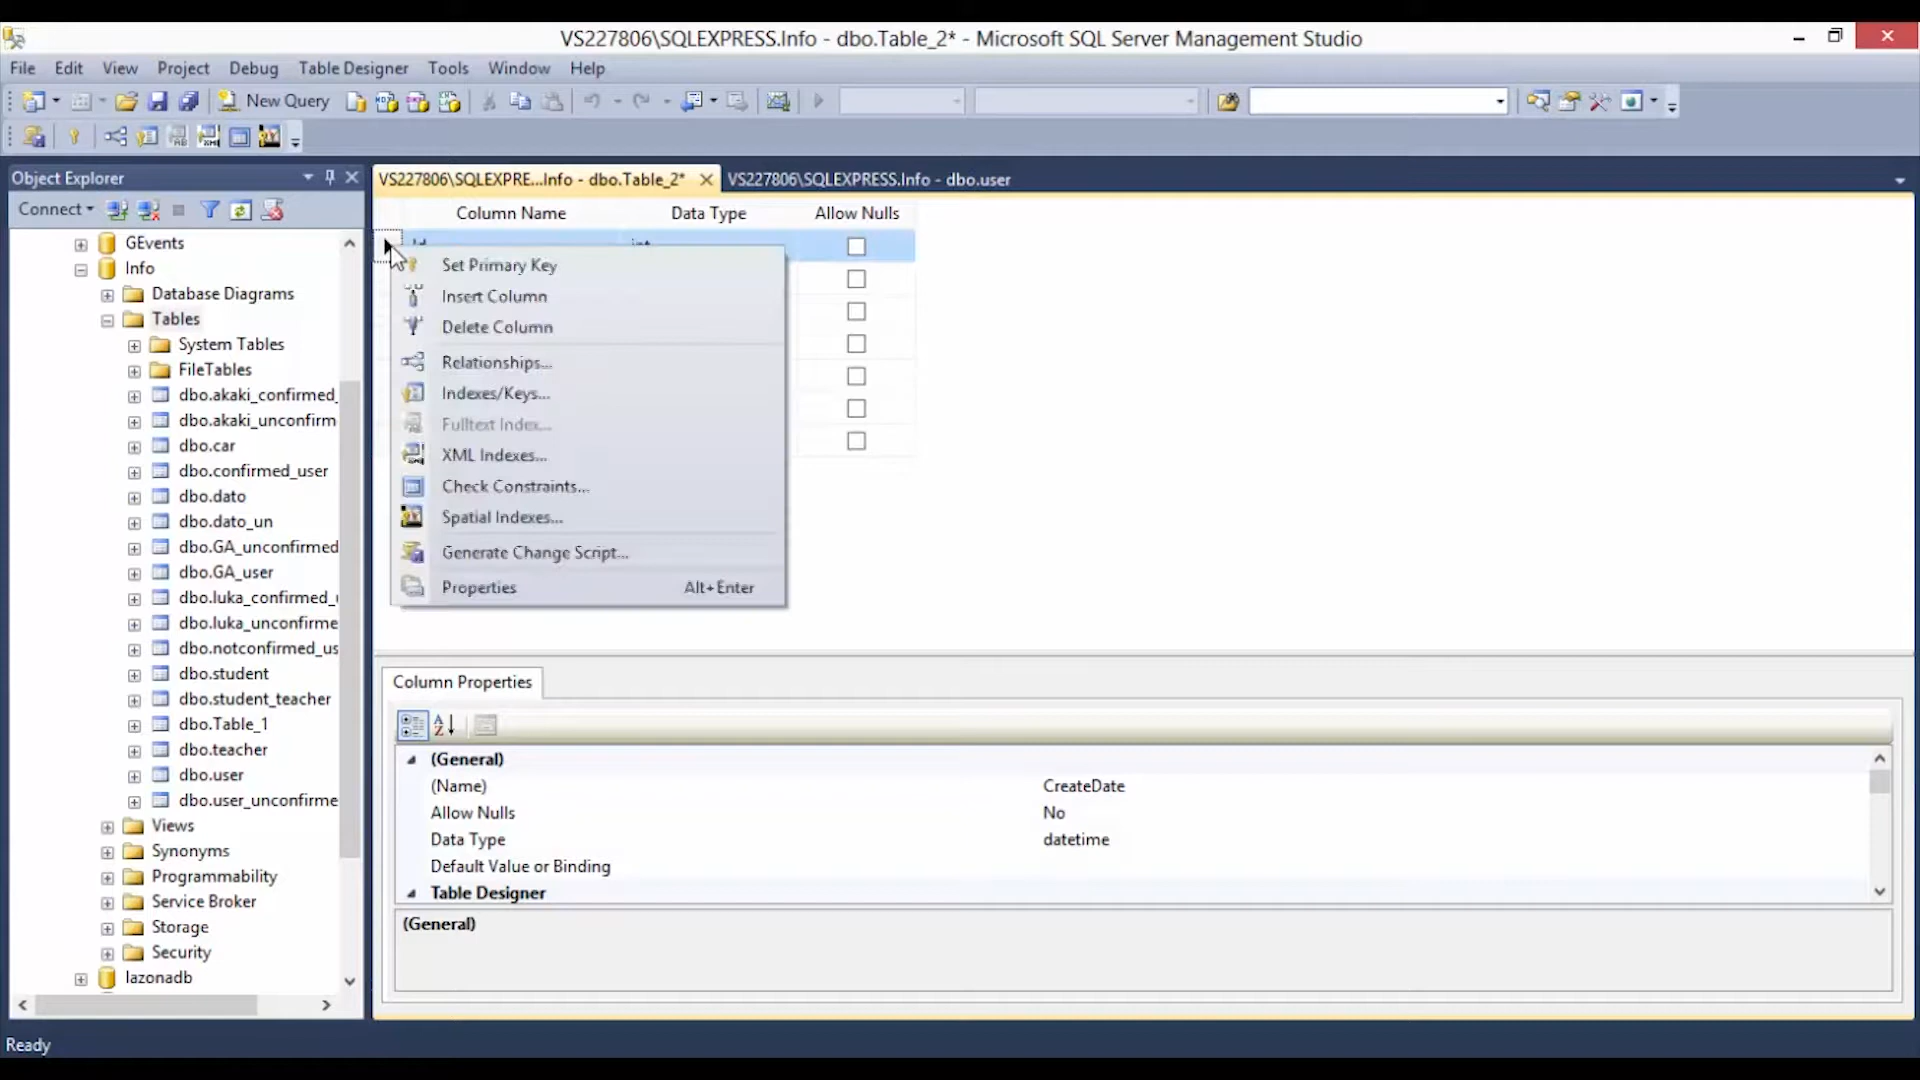 VS227806\SQLEXPRESS.Info - dbo.Table_2* - Microsoft SQL Server Management Studio
File Edit View Project Debug Table Designer Tools Window Help
New Query
Object Explorer
VS227806\SQLEXPRE...Info - dbo.Table_2*
VS227806\SQLEXPRESS.Info - dbo.user
Connect
Column Name Data Type Allow Nulls
GEvents
Info
Database Diagrams
Tables
System Tables
FileTables
dbo.akaki_confirmed_
dbo.akaki_unconfirm
dbo.car
dbo.confirmed_user
dbo.dato
dbo.dato_un
dbo.GA_unconfirmed
dbo.GA_user
dbo.luka_confirmed_
dbo.luka_unconfirme
dbo.notconfirmed_us
dbo.student
dbo.student_teacher
dbo.Table_1
dbo.teacher
dbo.user
dbo.user_unconfirme
Views
Synonyms
Programmability
Service Broker
Storage
Security
lazonadb
Set Primary Key
Insert Column
Delete Column
Relationships...
Indexes/Keys...
Fulltext Index...
XML Indexes...
Check Constraints...
Spatial Indexes...
Generate Change Script...
Properties Alt+Enter
Column Properties
(General)
(Name) CreateDate
Allow Nulls No
Data Type datetime
Default Value or Binding
Table Designer
(General)
Ready